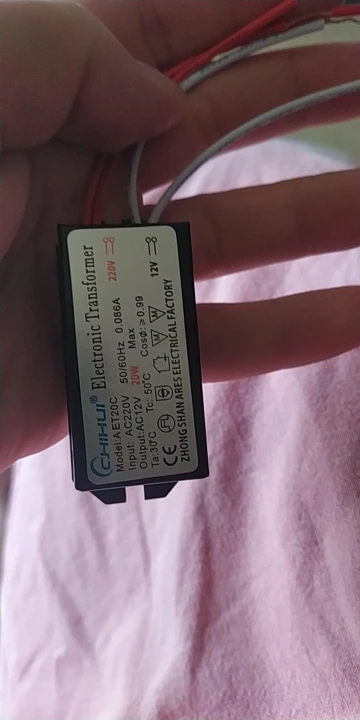 CHIHUI® Electronic Transformer
Model:A ET20C 50/60Hz 0.086A 220V
Input: AC220V
Output:AC12V 20W Max 12V
Ta:30°C Tc: 50°C CosΦ:≥0.99
CE
ZHONG SHAN ARES ELECTRICAL FACTORY